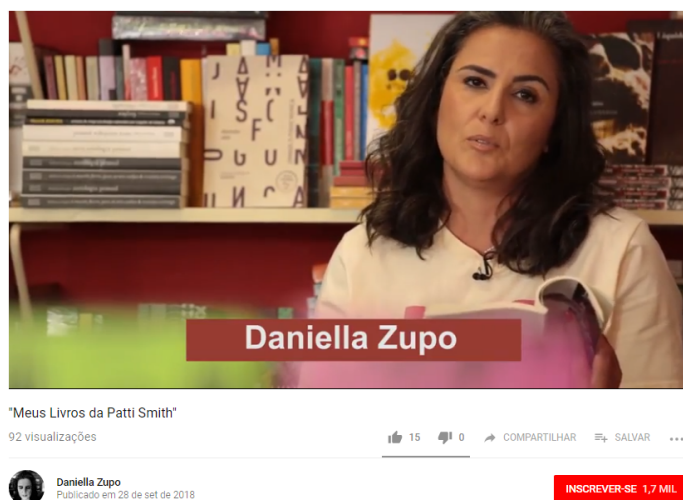 Daniella Zupo
"Meus Livros da Patti Smith"
92 visualizações
15
0
COMPARTILHAR
SALVAR
Daniella Zupo
Publicado em 28 de set de 2018
INSCREVER-SE 1,7 MIL